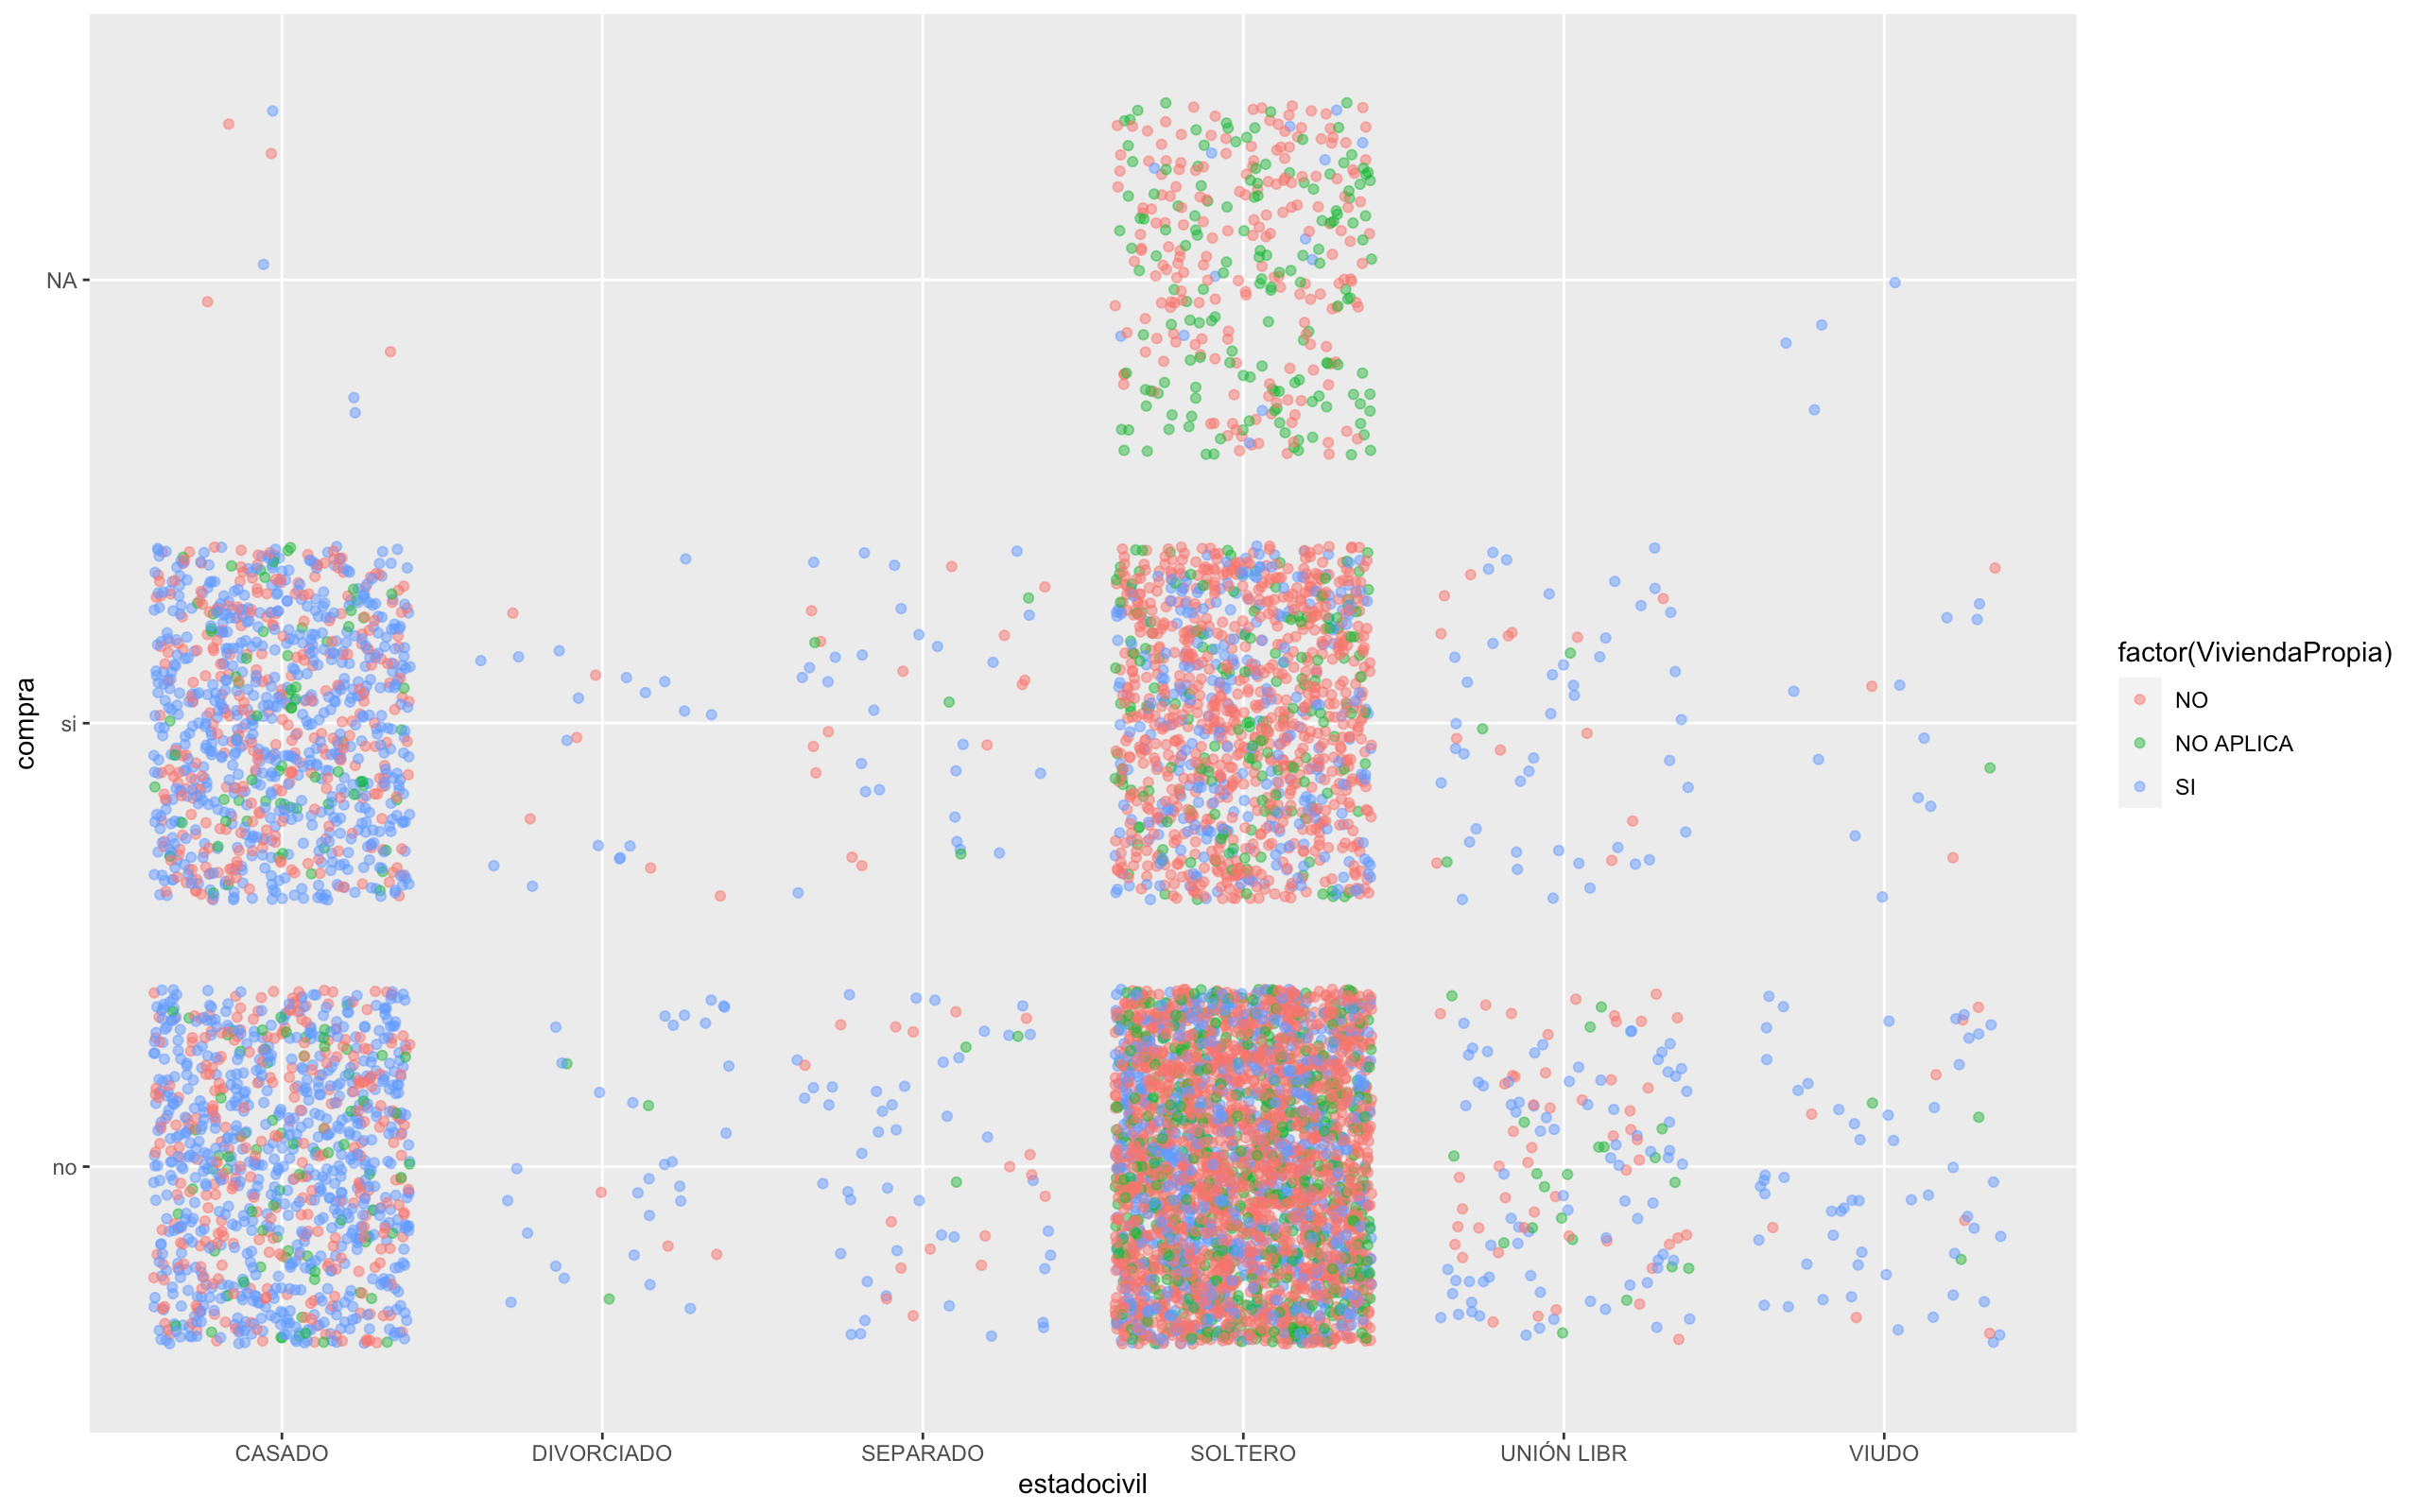 NA
si
no
compra
CASADO
DIVORCIADO
SEPARADO
SOLTERO
UNIÓN LIBR
VIUDO
estadocivil
factor(ViviendaPropia)
NO
NO APLICA
SI